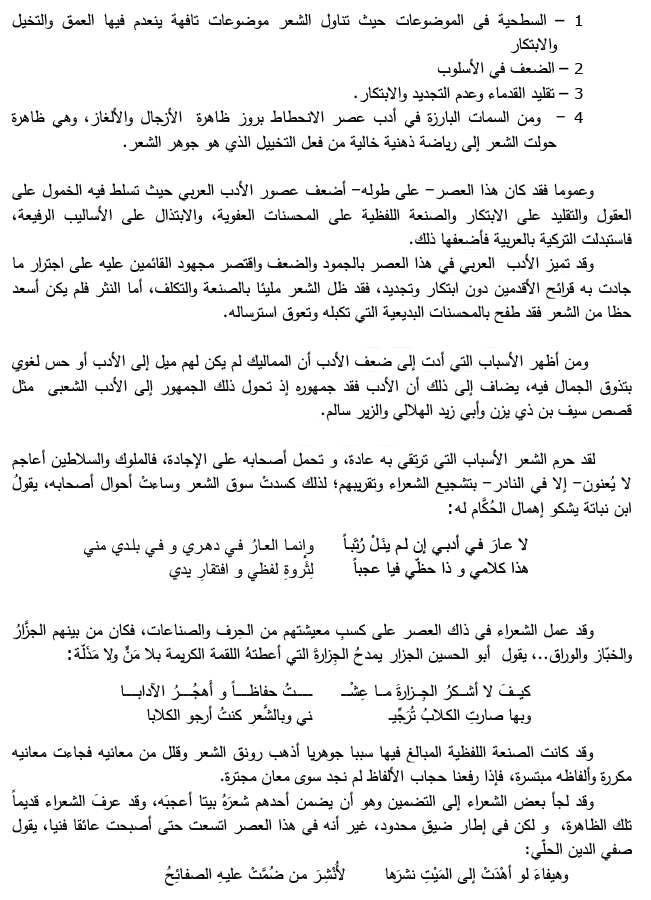 1 – السطحية فى الموضوعات حيث تناول الشعر موضوعات تافهة ينعدم فيها العمق والتخيل
والابتكار
2 – الضعف في الأسلوب
3 – تقليد القدماء وعدم التجديد والابتكار.
4 – ومن السمات البارزة في أدب عصر الانحطاط بروز ظاهرة الأزجال والألغاز، وهي ظاهرة
حولت الشعر إلى رياضة ذهنية خالية من فعل التخييل الذي هو جوهر الشعر.
وعموما فقد كان هذا العصر– على طوله– أضعف عصور الأدب العربي حيث تسلط فيه الخمول على
العقول والتقليد على الابتكار والصنعة اللفظية على المحسنات العفوية، والابتذال على الأساليب الرفيعة،
فاستبدلت التركية بالعربية فأضعفها ذلك.
وقد تميز الأدب العربي في هذا العصر بالجمود والضعف واقتصر مجهود القائمين عليه على اجترار ما
جادت به قرائح الأقدمين دون ابتكار وتجديد، فقد ظل الشعر مليئا بالصنعة والتكلف، أما النثر فلم يكن أسعد
حظا من الشعر فقد طفح بالمحسنات البديعية التي تكبله وتعوق استرساله.
ومن أظهر الأسباب التي أدت إلى ضعف الأدب أن المماليك لم يكن لهم ميل إلى الأدب أو حس لغوي
بتذوق الجمال فيه، يضاف إلى ذلك أن الأدب فقد جمهوره إذ تحول ذلك الجمهور إلى الأدب الشعبى مثل
قصص سيف بن ذي يزن وأبي زيد الهلالي والزير سالم.
لقد حرم الشعر الأسباب التي ترتقي به عادة، و تحمل أصحابه على الإجادة، فالملوك والسلاطين أعاجم
لا يُعنون– إلا في النادر– بتشجيع الشعراء وتقريبهم؛ لذلك كسدتْ سوق الشعر وساءتْ أحوال أصحابه، يقولُ
ابن نباتة يشكو إهمال الحُكَّام له:
لا عارَ في أدبي إن لم ينَلْ رُتَباً وإنما العارُ في دهري و في بلدي مني
هذا كلامي و ذا حظّي فيا عجباً لِثَروةِ لفظي و افتقارِ يدي
وقد عمل الشعراء في ذاك العصر على كسبِ معيشتهم من الحِرف والصناعات، فكان من بينهم الجزَّارُ
والخبّاز والوراق..، يقول أبو الحسين الجزار يمدحُ الجِزارةَ التي أعطتهُ اللقمة الكريمة بلا مَنٍّ ولا مَذَلّة:
كيـفَ لا أشـكرُ الجِـزارةَ مـا عِشْـ ــتُ حفاظـاً و أهجُـرُ الآدابـا
وبها صارتِ الكلابُ تُرَجِّيـ ني وبالشَّعر كنتُ أرجو الكلابا
وقد كانت الصنعة اللفظية المبالغ فيها سببا جوهريا أذهب رونق الشعر وقلل من معانيه فجاءت معانيه
مكررة وألفاظه مبتسرة، فإذا رفعنا حجاب الألفاظ لم نجد سوى معان مجترة.
وقد لجأ بعض الشعراء إلى التضمين وهو أن يضمن أحدهم شعرَهُ بيتا أعجبَه، وقد عرفَ الشعراء قديماً
تلك الظاهرة، و لكن في إطار ضيقٍ محدود، غير أنه في هذا العصر اتسعت حتى أصبحت عائقا فنيا، يقول
صفي الدين الحلّي:
وهيفاءَ لو أهْدَتْ إلى المَيْتِ نشرَها لأُنْشِرَ من ضُمَّتْ عليهِ الصفائِحُ